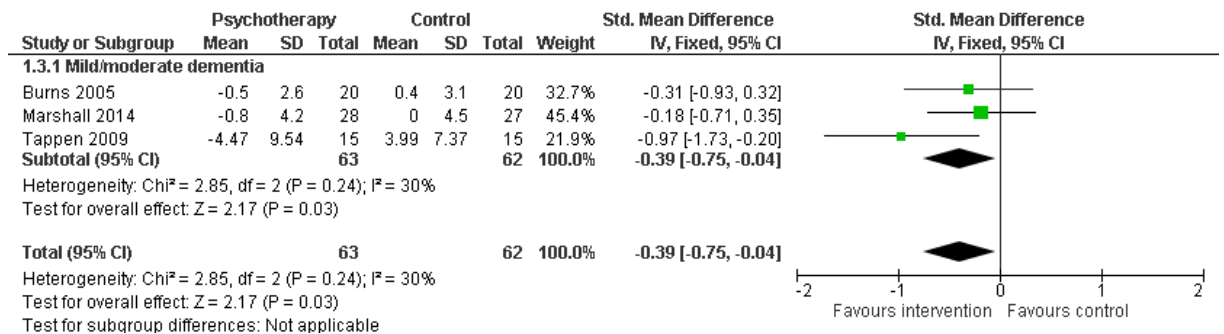 Psychotherapy Control Std. Mean Difference Std. Mean Difference
Study or Subgroup Mean SD Total Mean SD Total Weight IV, Fixed, 95% CI IV, Fixed, 95% CI
1.3.1 Mild/moderate dementia
Burns 2005 -0.5 2.6 20 0.4 3.1 20 32.7% -0.31 [-0.93, 0.32]
Marshall 2014 -0.8 4.2 28 0 4.5 27 45.4% -0.18 [-0.71, 0.35]
Tappen 2009 -4.47 9.54 15 3.99 7.37 15 21.9% -0.97 [-1.73, -0.20]
Subtotal (95% CI) 63 62 100.0% -0.39 [-0.75, -0.04]
Heterogeneity: Chi² = 2.85, df = 2 (P = 0.24); I² = 30%
Test for overall effect: Z = 2.17 (P = 0.03)
Total (95% CI) 63 62 100.0% -0.39 [-0.75, -0.04]
Heterogeneity: Chi² = 2.85, df = 2 (P = 0.24); I² = 30%
Test for overall effect: Z = 2.17 (P = 0.03)
Test for subgroup differences: Not applicable
-2 -1 0 1 2
Favours intervention Favours control